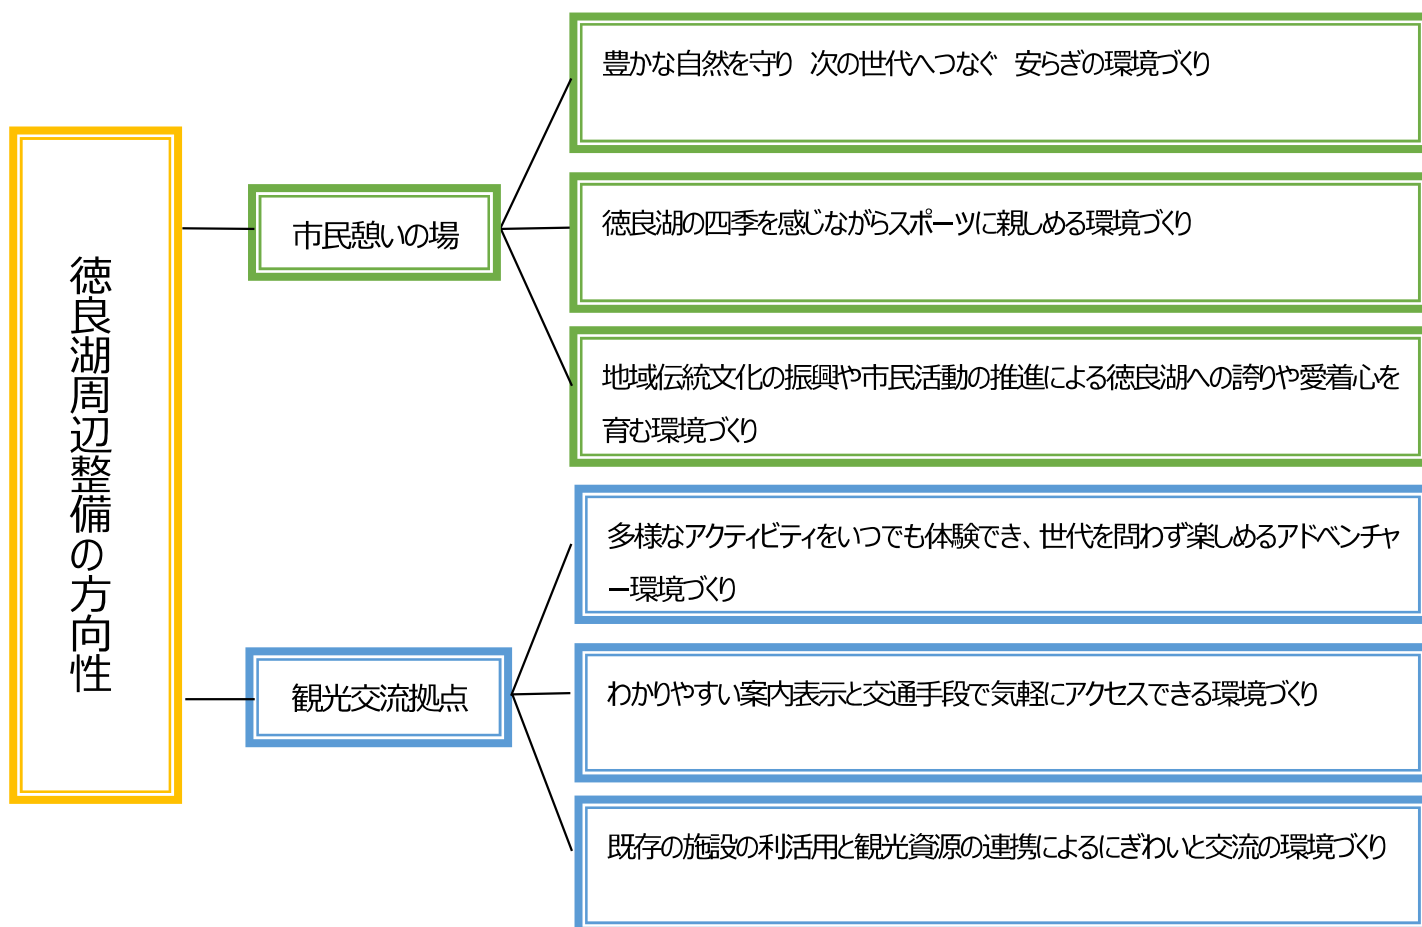 徳良湖周辺整備の方向性
市民憩いの場
豊かな自然を守り　次の世代へつなぐ　安らぎの環境づくり
徳良湖の四季を感じながらスポーツに親しめる環境づくり
地域伝統文化の振興や市民活動の推進による徳良湖への誇りや愛着心を
育む環境づくり
観光交流拠点
多様なアクティビティをいつでも体験でき、世代を問わず楽しめるアドベンチャ
ー環境づくり
わかりやすい案内表示と交通手段で気軽にアクセスできる環境づくり
既存の施設の利活用と観光資源の連携によるにぎわいと交流の環境づくり